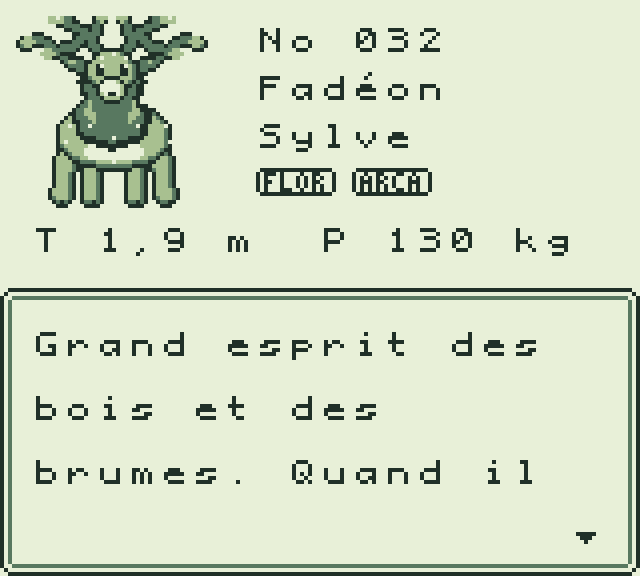 No 032
Fadéon
Sylve
FLOR ARCA
T 1,9 m P 130 kg
Grand esprit des
bois et des
brumes. Quand il